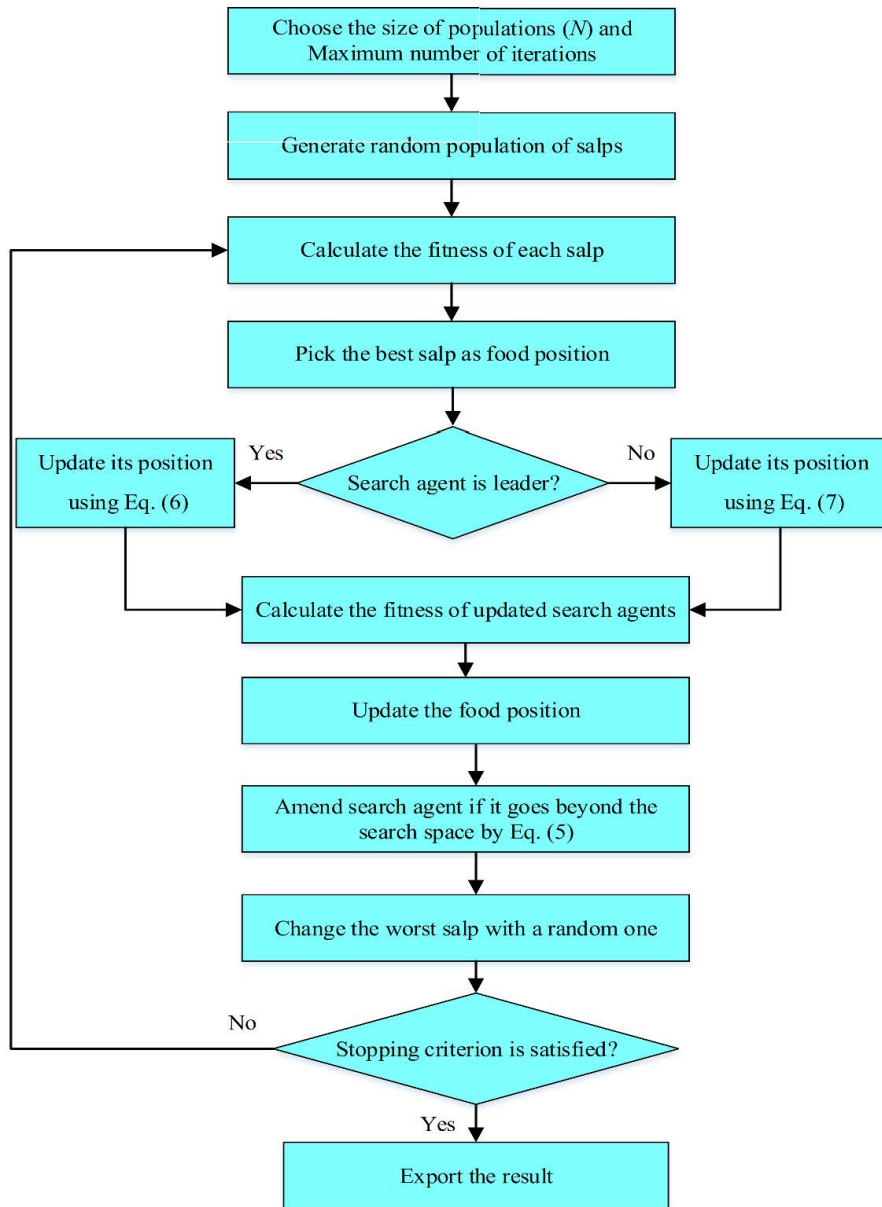 Choose the size of populations (N) and
Maximum number of iterations
Generate random population of salps
Calculate the fitness of each salp
Pick the best salp as food position
Search agent is leader?
Yes
Update its position
using Eq. (6)
No
Update its position
using Eq. (7)
Calculate the fitness of updated search agents
Update the food position
Amend search agent if it goes beyond the
search space by Eq. (5)
Change the worst salp with a random one
Stopping criterion is satisfied?
No
Yes
Export the result